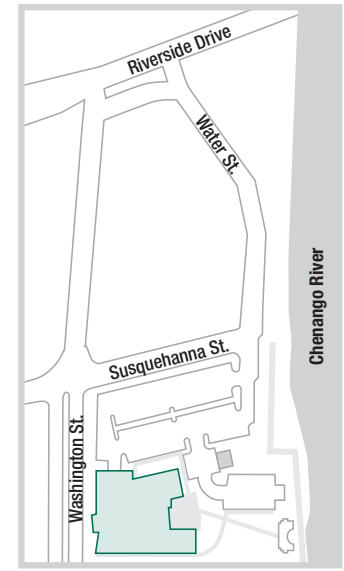 Riverside Drive
Water St.
Chenango River
Susquehanna St.
Washington St.